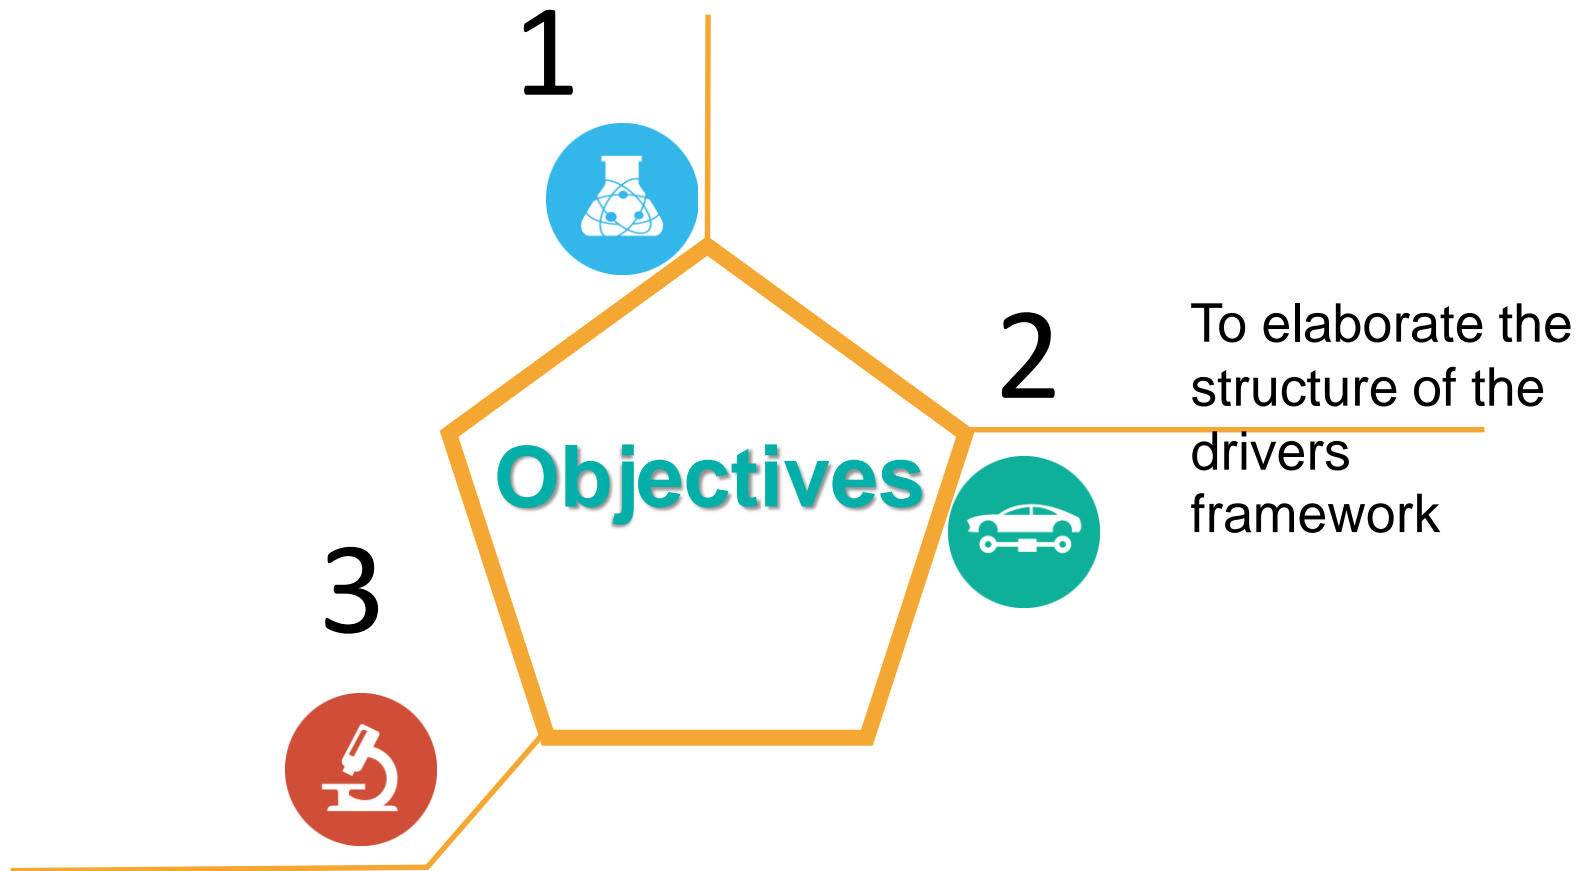 1
2
To elaborate the
structure of the
drivers
framework
Objectives
3